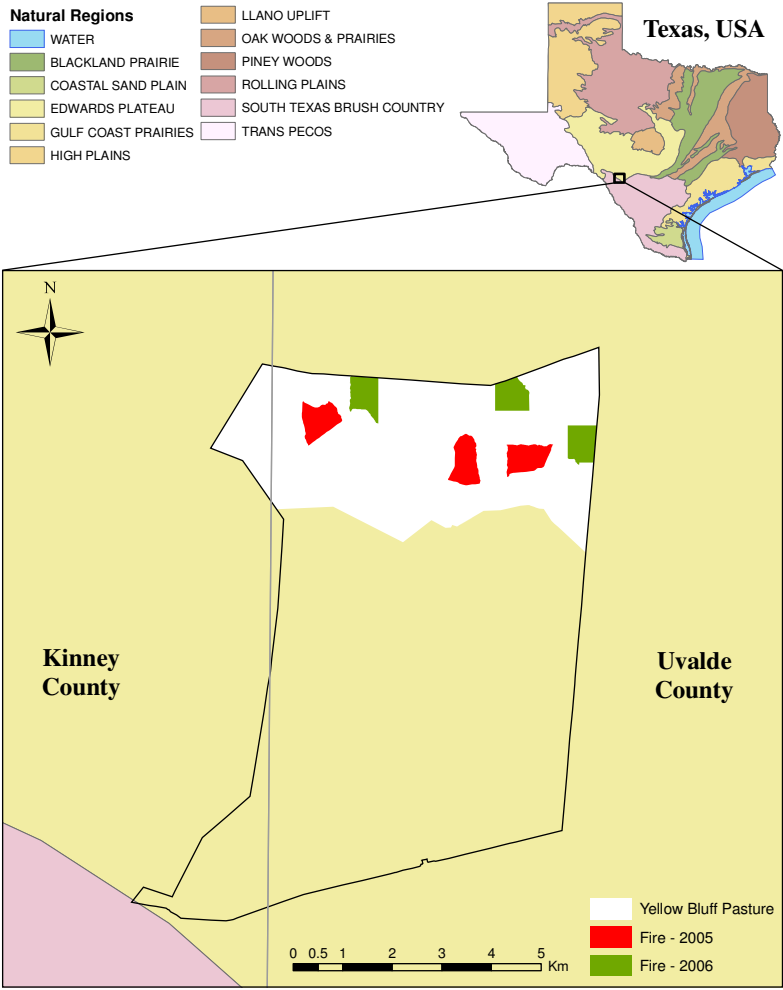 Natural Regions
WATER
BLACKLAND PRAIRIE
COASTAL SAND PLAIN
EDWARDS PLATEAU
GULF COAST PRAIRIES
HIGH PLAINS
LLANO UPLIFT
OAK WOODS & PRAIRIES
PINEY WOODS
ROLLING PLAINS
SOUTH TEXAS BRUSH COUNTRY
TRANS PECOS
Texas, USA
N
Kinney
County
Uvalde
County
Yellow Bluff Pasture
Fire - 2005
Fire - 2006
0 0.5 1 2 3 4 5
Km